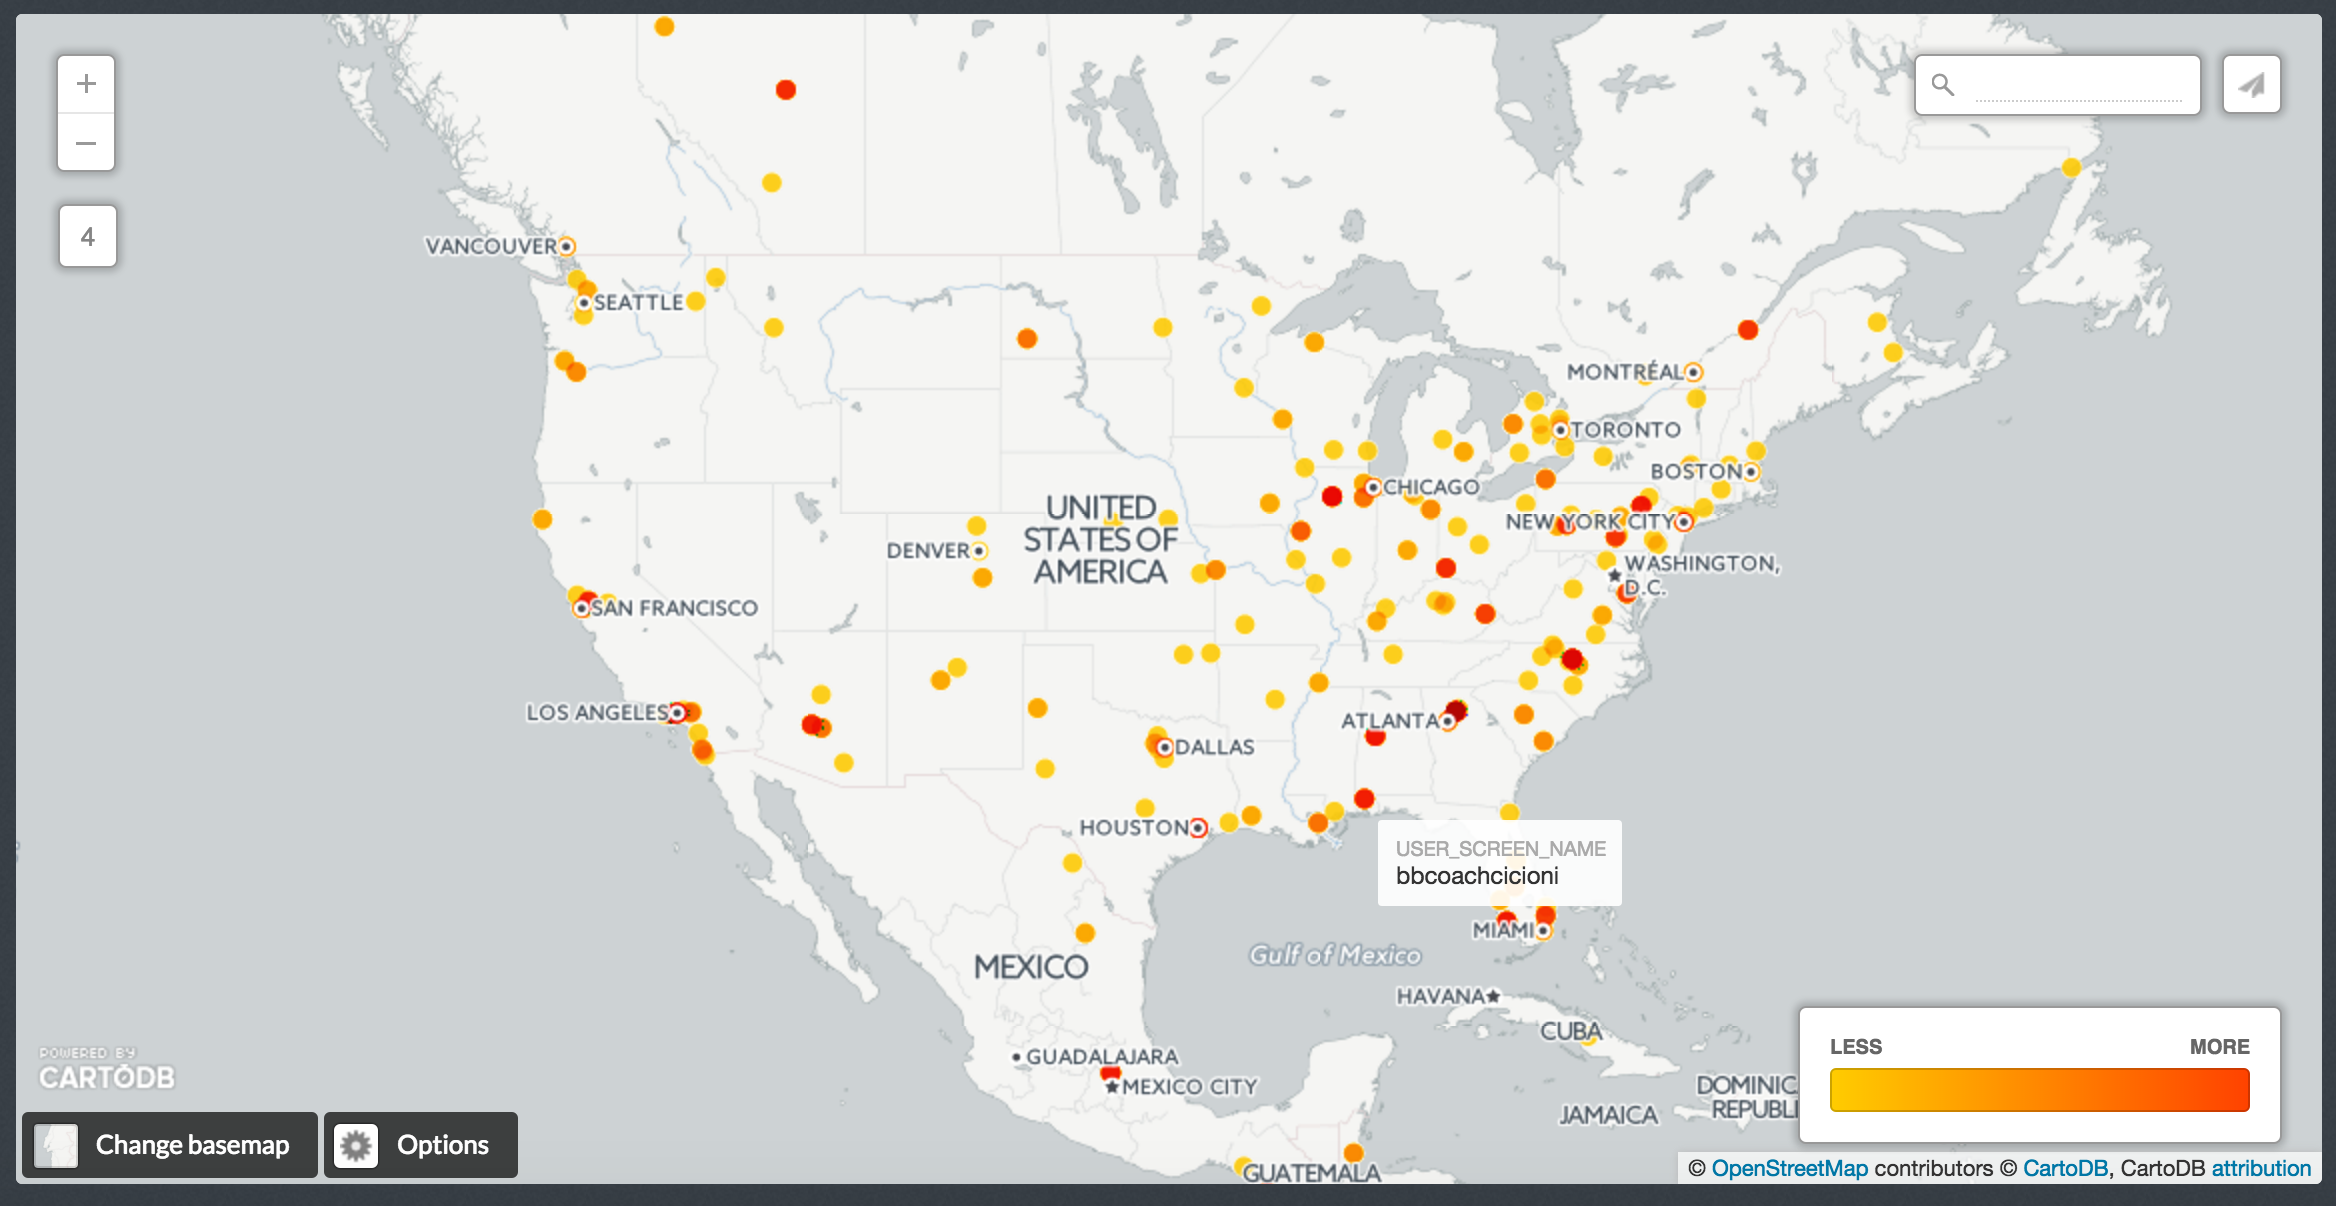 +
−
4
VANCOUVER
SEATTLE
MONTRÉAL
TORONTO
BOSTON
CHICAGO
NEW YORK CITY
UNITED
STATES OF
AMERICA
DENVER
WASHINGTON,
D.C.
SAN FRANCISCO
LOS ANGELES
ATLANTA
DALLAS
HOUSTON
USER_SCREEN_NAME
bbcoachcicioni
MIAMI
Gulf of Mexico
MEXICO
HAVANA
CUBA
GUADALAJARA
MEXICO CITY
JAMAICA
DOMINIC
REPUBLI
GUATEMALA
LESS MORE
POWERED BY
CARTODB
Change basemap
Options
© OpenStreetMap contributors © CartoDB, CartoDB attribution